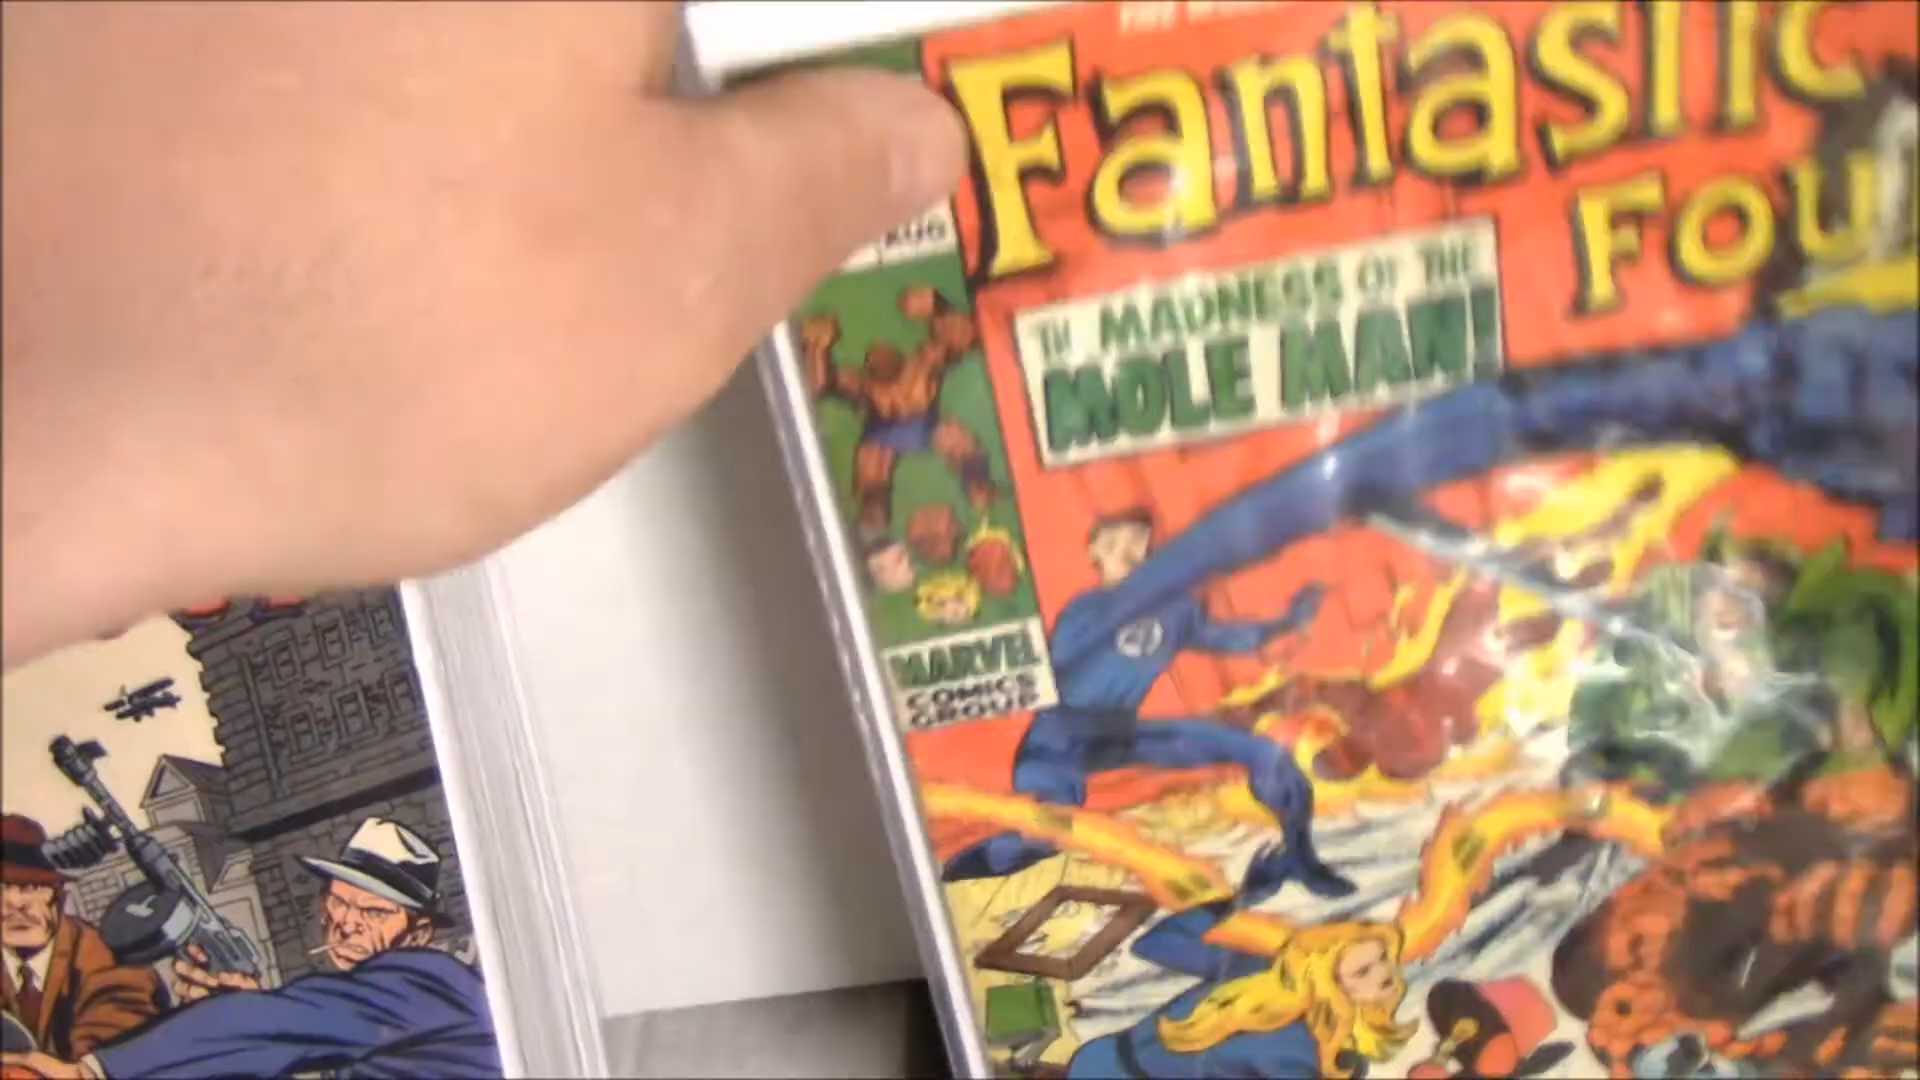 Fantastic
FOU
AUG
THE MADNESS OF THE
MOLE MAN!
MARVEL
COMICS
GROUP